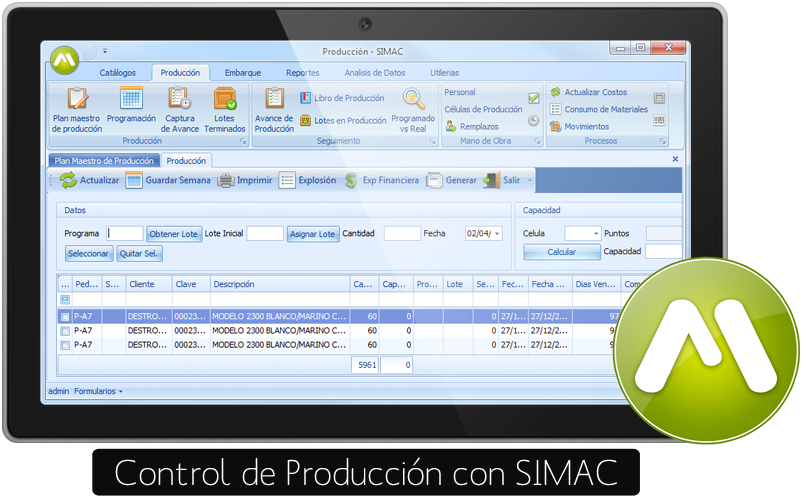 Producción - SIMAC
Catálogos Producción Embarque Reportes Analisis de Datos Utilerias
Plan maestro de producción Programación Captura de Avance Lotes Terminados
Producción
Avance de Producción Libro de Producción Lotes en Producción Programado vs Real
Seguimiento
Personal
Células de Producción
Remplazos
Mano de Obra
Actualizar Costos
Consumo de Materiales
Movimientos
Procesos
Plan Maestro de Producción Producción
Actualizar Guardar Semana Imprimir Explosión Exp Financiera Generar Salir
Datos Capacidad
Programa Obtener Lote Lote Inicial Asignar Lote Cantidad Fecha 02/04/ Celula Puntos
Seleccionar Quitar Sel. Calcular Capacidad
... Ped... S... Cliente Clave Descripción Ca... Cap... Pro... Lote Se... Fec... Fecha ... Dias Ven... Com
P-A7 DESTRO... 00023... MODELO 2300 BLANCO/MARINO C... 60 0 0 27/1... 27/12/2... 97
P-A7 DESTRO... 00023... MODELO 2300 BLANCO/MARINO C... 60 0 0 27/1... 27/12/2... 9
P-A7 DESTRO... 00023... MODELO 2300 BLANCO/MARINO C... 60 0 0 27/1... 27/12/2... 9
5961 0
admin Formularios
Control de Producción con SIMAC